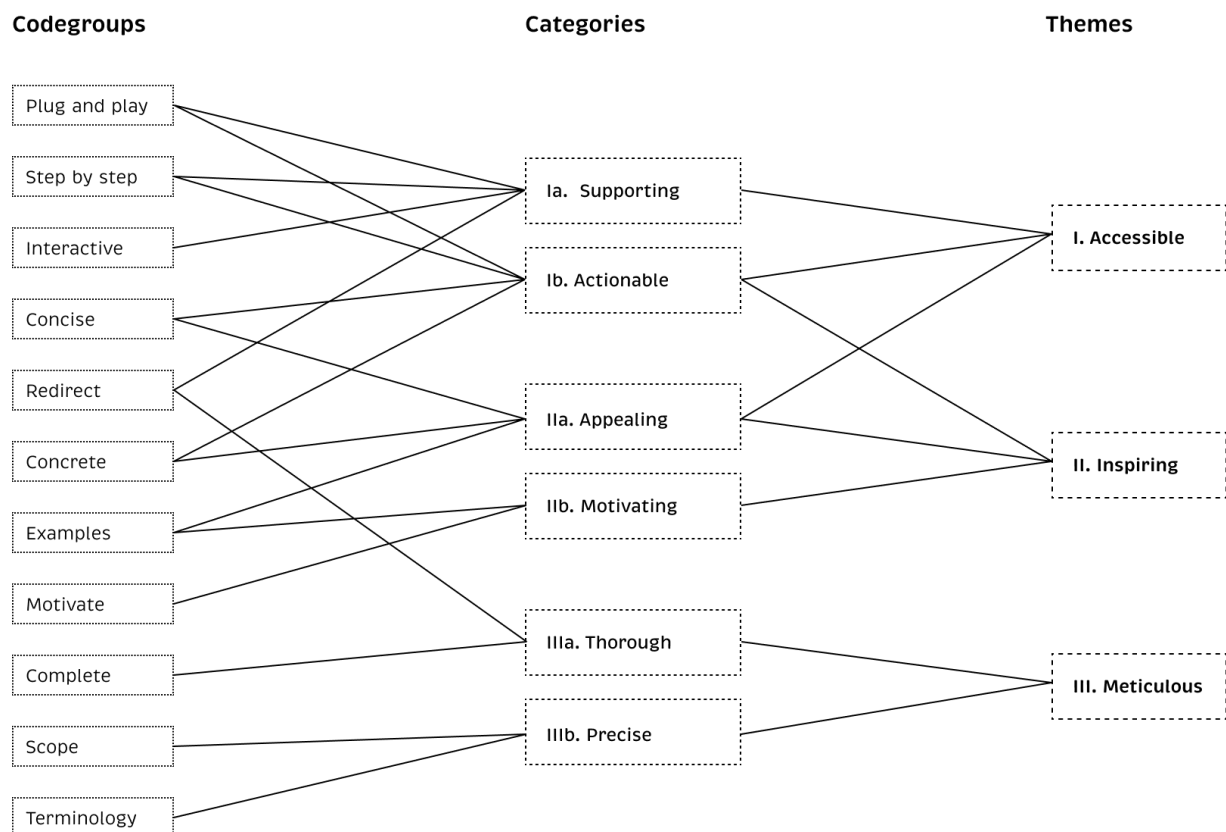 Codegroups
Categories
Themes
Plug and play
Step by step
Interactive
Concise
Redirect
Concrete
Examples
Motivate
Complete
Scope
Terminology
Ia. Supporting
Ib. Actionable
IIa. Appealing
IIb. Motivating
IIIa. Thorough
IIIb. Precise
I. Accessible
II. Inspiring
III. Meticulous